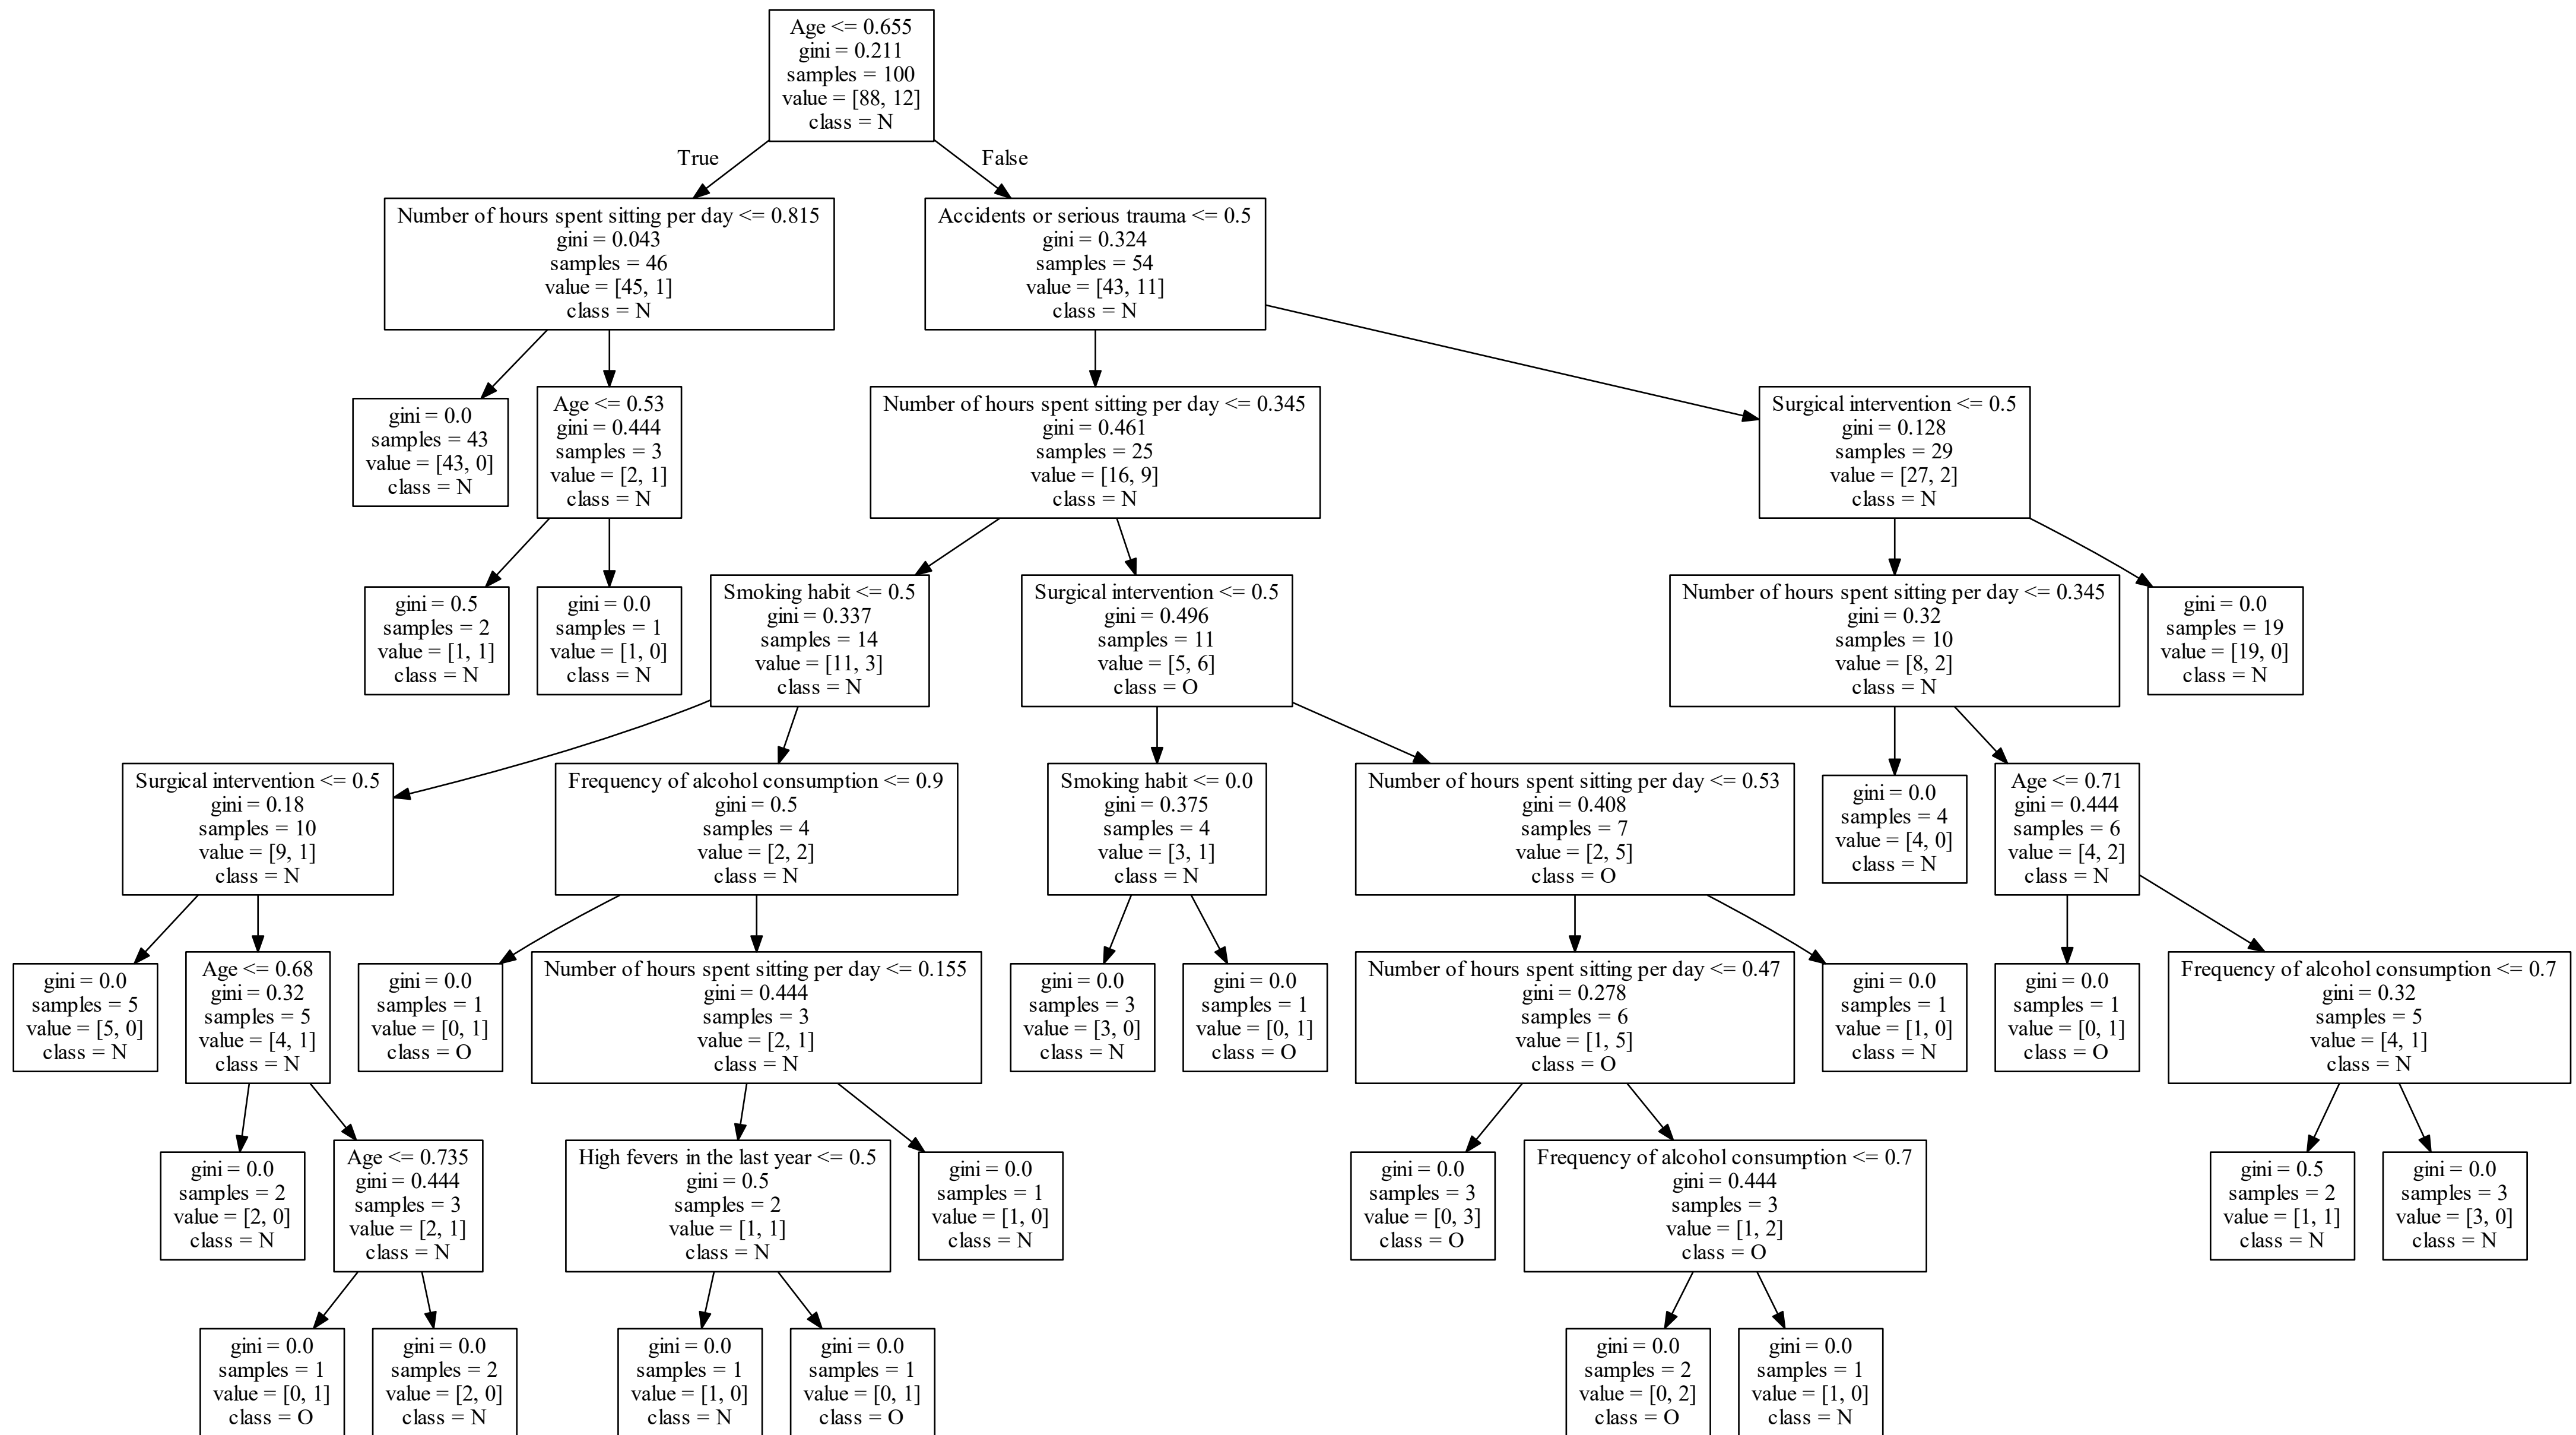 Age <= 0.655
gini = 0.211
samples = 100
value = [88, 12]
class = N
True
False
Number of hours spent sitting per day <= 0.815
gini = 0.043
samples = 46
value = [45, 1]
class = N
Accidents or serious trauma <= 0.5
gini = 0.324
samples = 54
value = [43, 11]
class = N
gini = 0.0
samples = 43
value = [43, 0]
class = N
Age <= 0.53
gini = 0.444
samples = 3
value = [2, 1]
class = N
Number of hours spent sitting per day <= 0.345
gini = 0.461
samples = 25
value = [16, 9]
class = N
Surgical intervention <= 0.5
gini = 0.128
samples = 29
value = [27, 2]
class = N
gini = 0.5
samples = 2
value = [1, 1]
class = N
gini = 0.0
samples = 1
value = [1, 0]
class = N
Smoking habit <= 0.5
gini = 0.337
samples = 14
value = [11, 3]
class = N
Surgical intervention <= 0.5
gini = 0.496
samples = 11
value = [5, 6]
class = O
Number of hours spent sitting per day <= 0.345
gini = 0.32
samples = 10
value = [8, 2]
class = N
gini = 0.0
samples = 19
value = [19, 0]
class = N
Surgical intervention <= 0.5
gini = 0.18
samples = 10
value = [9, 1]
class = N
Frequency of alcohol consumption <= 0.9
gini = 0.5
samples = 4
value = [2, 2]
class = N
Smoking habit <= 0.0
gini = 0.375
samples = 4
value = [3, 1]
class = N
Number of hours spent sitting per day <= 0.53
gini = 0.408
samples = 7
value = [2, 5]
class = O
gini = 0.0
samples = 4
value = [4, 0]
class = N
Age <= 0.71
gini = 0.444
samples = 6
value = [4, 2]
class = N
gini = 0.0
samples = 5
value = [5, 0]
class = N
Age <= 0.68
gini = 0.32
samples = 5
value = [4, 1]
class = N
gini = 0.0
samples = 1
value = [0, 1]
class = O
Number of hours spent sitting per day <= 0.155
gini = 0.444
samples = 3
value = [2, 1]
class = N
gini = 0.0
samples = 3
value = [3, 0]
class = N
gini = 0.0
samples = 1
value = [0, 1]
class = O
Number of hours spent sitting per day <= 0.47
gini = 0.278
samples = 6
value = [1, 5]
class = O
gini = 0.0
samples = 1
value = [1, 0]
class = N
gini = 0.0
samples = 1
value = [0, 1]
class = O
Frequency of alcohol consumption <= 0.7
gini = 0.32
samples = 5
value = [4, 1]
class = N
gini = 0.0
samples = 2
value = [2, 0]
class = N
Age <= 0.735
gini = 0.444
samples = 3
value = [2, 1]
class = N
High fevers in the last year <= 0.5
gini = 0.5
samples = 2
value = [1, 1]
class = N
gini = 0.0
samples = 1
value = [1, 0]
class = N
gini = 0.0
samples = 3
value = [0, 3]
class = O
Frequency of alcohol consumption <= 0.7
gini = 0.444
samples = 3
value = [1, 2]
class = O
gini = 0.5
samples = 2
value = [1, 1]
class = N
gini = 0.0
samples = 3
value = [3, 0]
class = N
gini = 0.0
samples = 1
value = [0, 1]
class = O
gini = 0.0
samples = 2
value = [2, 0]
class = N
gini = 0.0
samples = 1
value = [1, 0]
class = N
gini = 0.0
samples = 1
value = [0, 1]
class = O
gini = 0.0
samples = 2
value = [0, 2]
class = O
gini = 0.0
samples = 1
value = [1, 0]
class = N